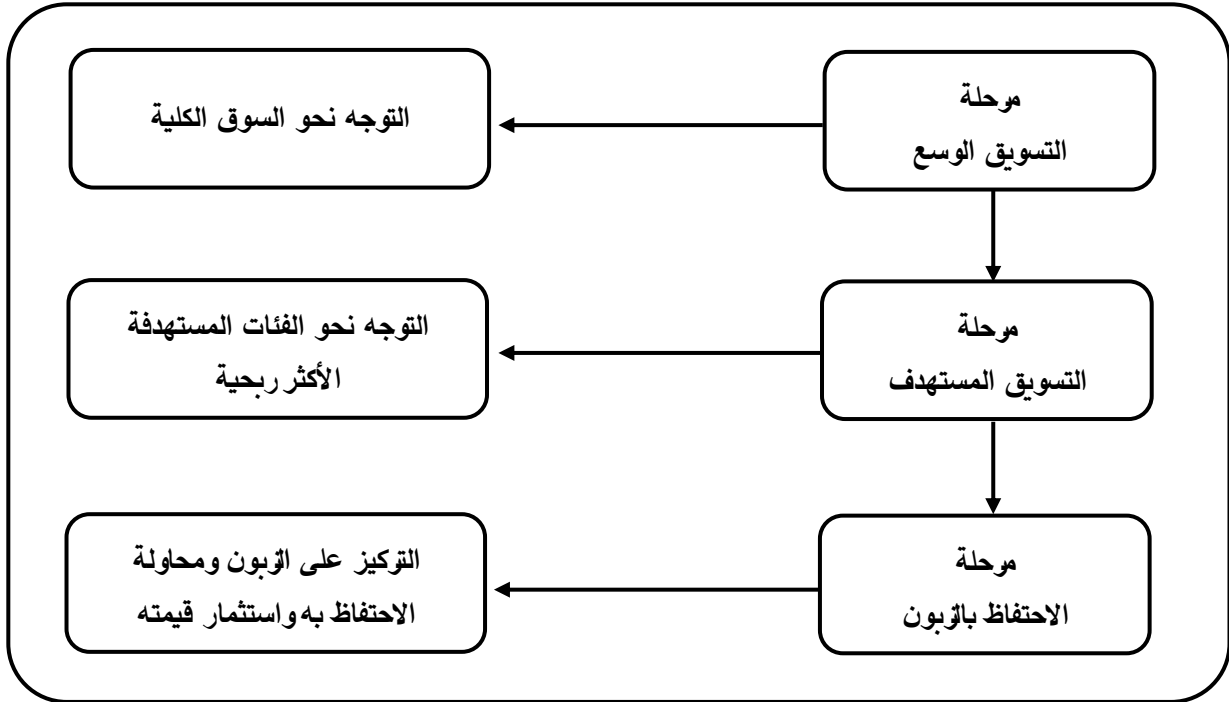 مرحلة
التسويق الوسع
التوجه نحو السوق الكلية
مرحلة
التسويق المستهدف
التوجه نحو الفئات المستهدفة
الأكثر ربحية
مرحلة
الاحتفاظ بالزبون
التركيز على الزبون ومحاولة
الاحتفاظ به واستثمار قيمته